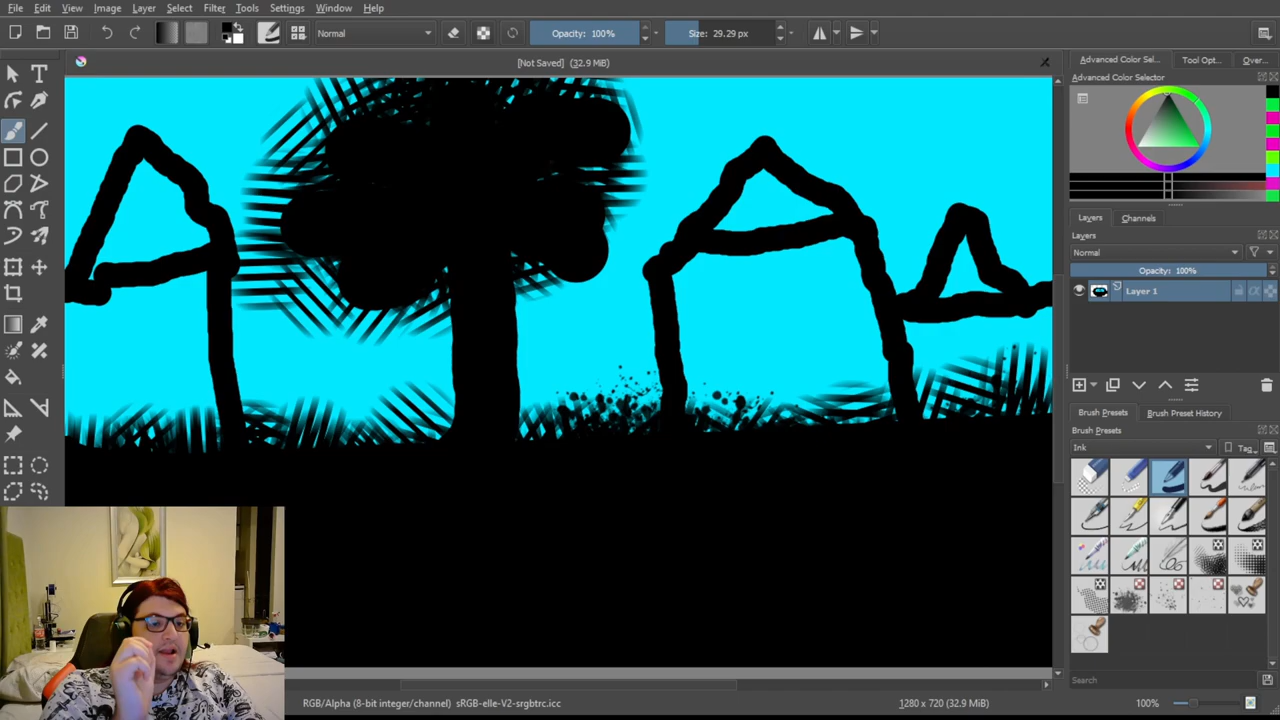 File Edit View Image Layer Select Filter Tools Settings Window Help
Normal Opacity: 100% Size: 29.29 px
[Not Saved] (32.9 MiB)
Advanced Color Sel... Tool Opt... Over...
Advanced Color Selector
Layers Channels
Layers
Normal
Opacity: 100%
Layer 1
Brush Presets Brush Preset History
Brush Presets
Ink Tag
Search
RGB/Alpha (8-bit integer/channel) sRGB-elle-V2-srgbtrc.icc 1280 x 720 (32.9 MiB) 100%